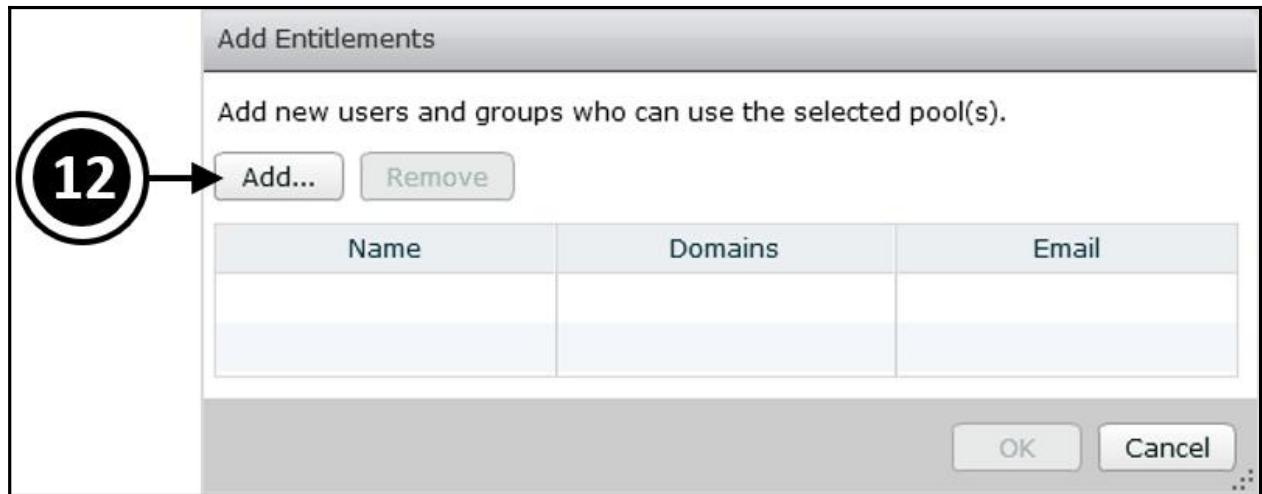 Add Entitlements
Add new users and groups who can use the selected pool(s).
12
Add... Remove
Name Domains Email
OK Cancel